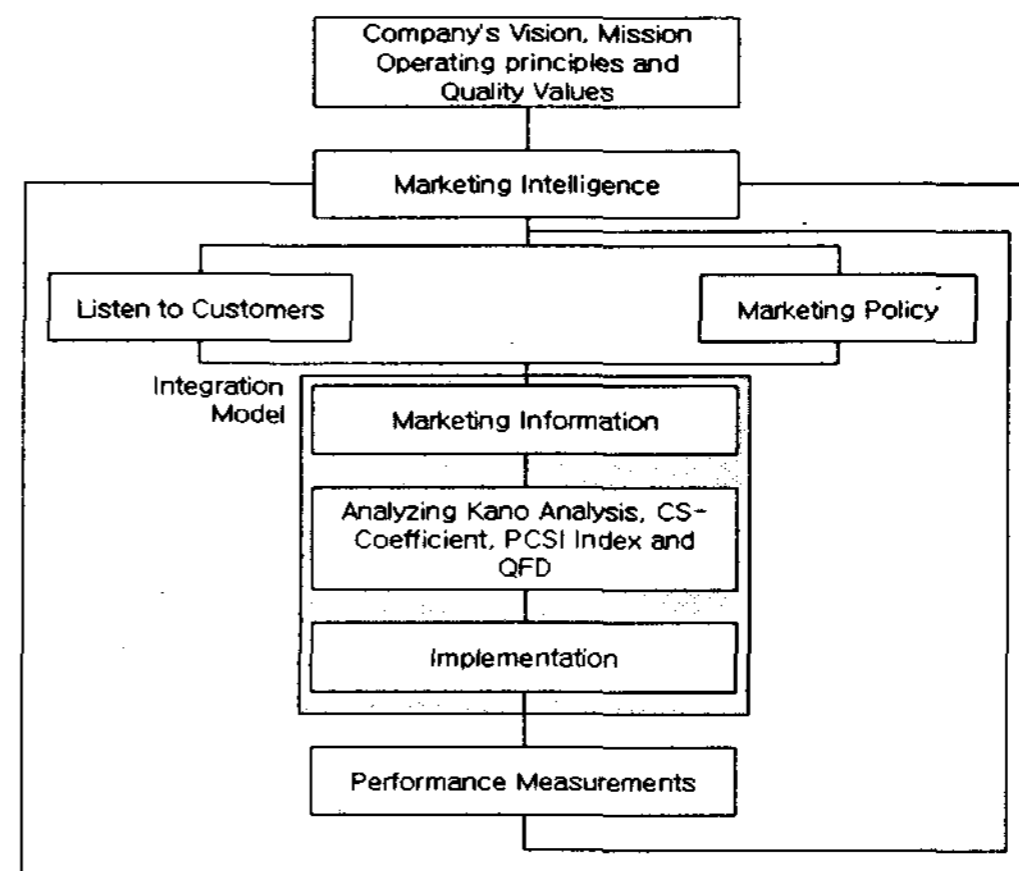 Company's Vision, Mission
Operating principles and
Quality Values
Marketing Intelligence
Listen to Customers
Marketing Policy
Integration
Model
Marketing Information
Analyzing Kano Analysis, CS-
Coefficient, PCSI Index and
QFD
Implementation
Performance Measurements